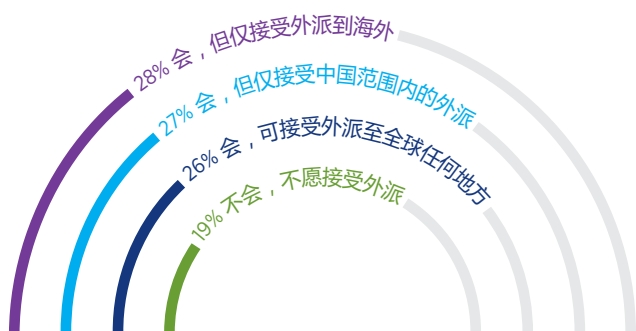 28% 会，但仅接受外派到海外
27% 会，但仅接受中国范围内的外派
26% 会，可接受外派至全球任何地方
19% 不会，不愿接受外派